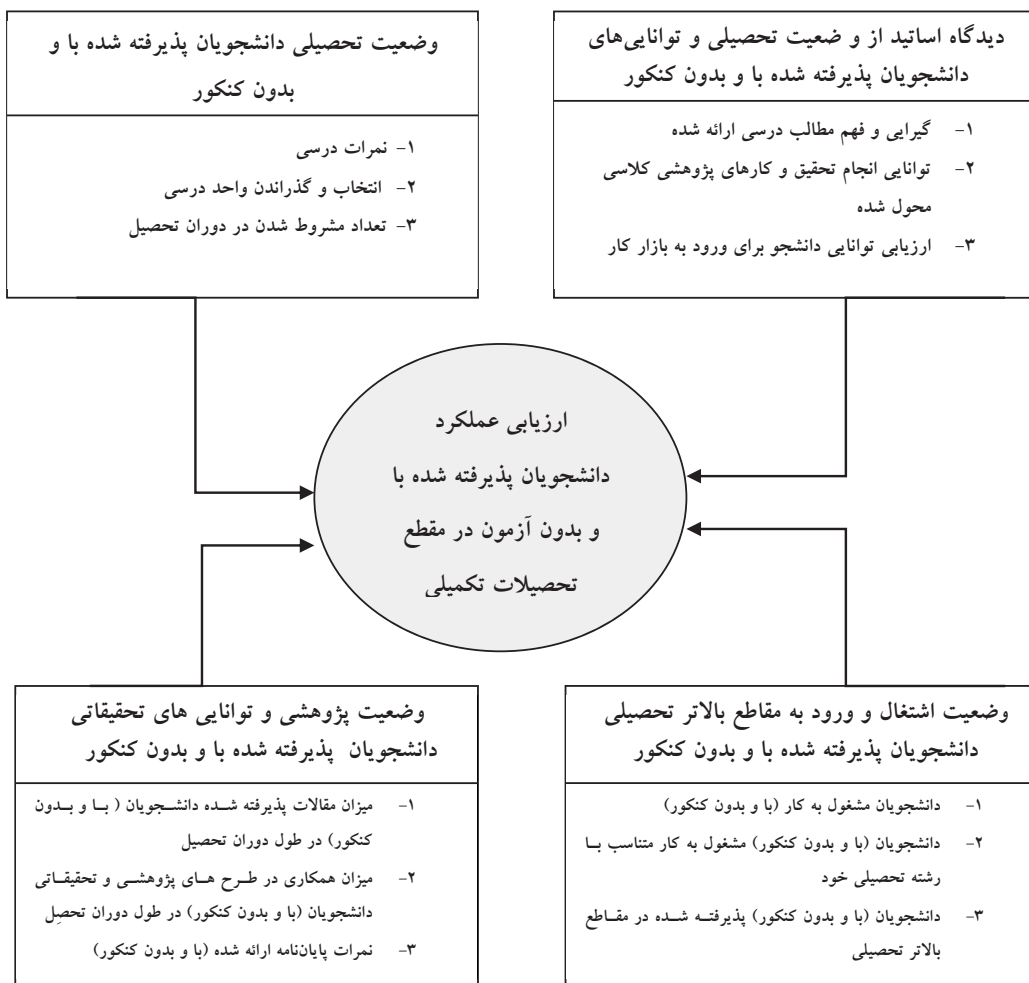 دیدگاه اساتید از و ضعیت تحصیلی و توانایی‌های
دانشجویان پذیرفته شده با و بدون کنکور
۱- گیرایی و فهم مطالب درسی ارائه شده
۲- توانایی انجام تحقیق و کارهای پژوهشی کلاسی
محول شده
۳- ارزیابی توانایی دانشجو برای ورود به بازار کار
وضعیت تحصیلی دانشجویان پذیرفته شده با و
بدون کنکور
۱- نمرات درسی
۲- انتخاب و گذراندن واحد درسی
۳- تعداد مشروط شدن در دوران تحصیل
ارزیابی عملکرد
دانشجویان پذیرفته شده با
و بدون آزمون در مقطع
تحصیلات تکمیلی
وضعیت اشتغال و ورود به مقاطع بالاتر تحصیلی
دانشجویان پذیرفته شده با و بدون کنکور
۱- دانشجویان مشغول به کار (با و بدون کنکور)
۲- دانشجویان (با و بدون کنکور) مشغول به کار متناسب با
رشته تحصیلی خود
۳- دانشجویان (با و بدون کنکور) پذیرفته شده در مقاطع
بالاتر تحصیلی
وضعیت پژوهشی و توانایی های تحقیقاتی
دانشجویان پذیرفته شده با و بدون کنکور
۱- میزان مقالات پذیرفته شده دانشجویان ( با و بدون
کنکور) در طول دوران تحصیل
۲- میزان همکاری در طرح های پژوهشی و تحقیقاتی
دانشجویان (با و بدون کنکور) در طول دوران تحصِل
۳- نمرات پایان‌نامه ارائه شده (با و بدون کنکور)